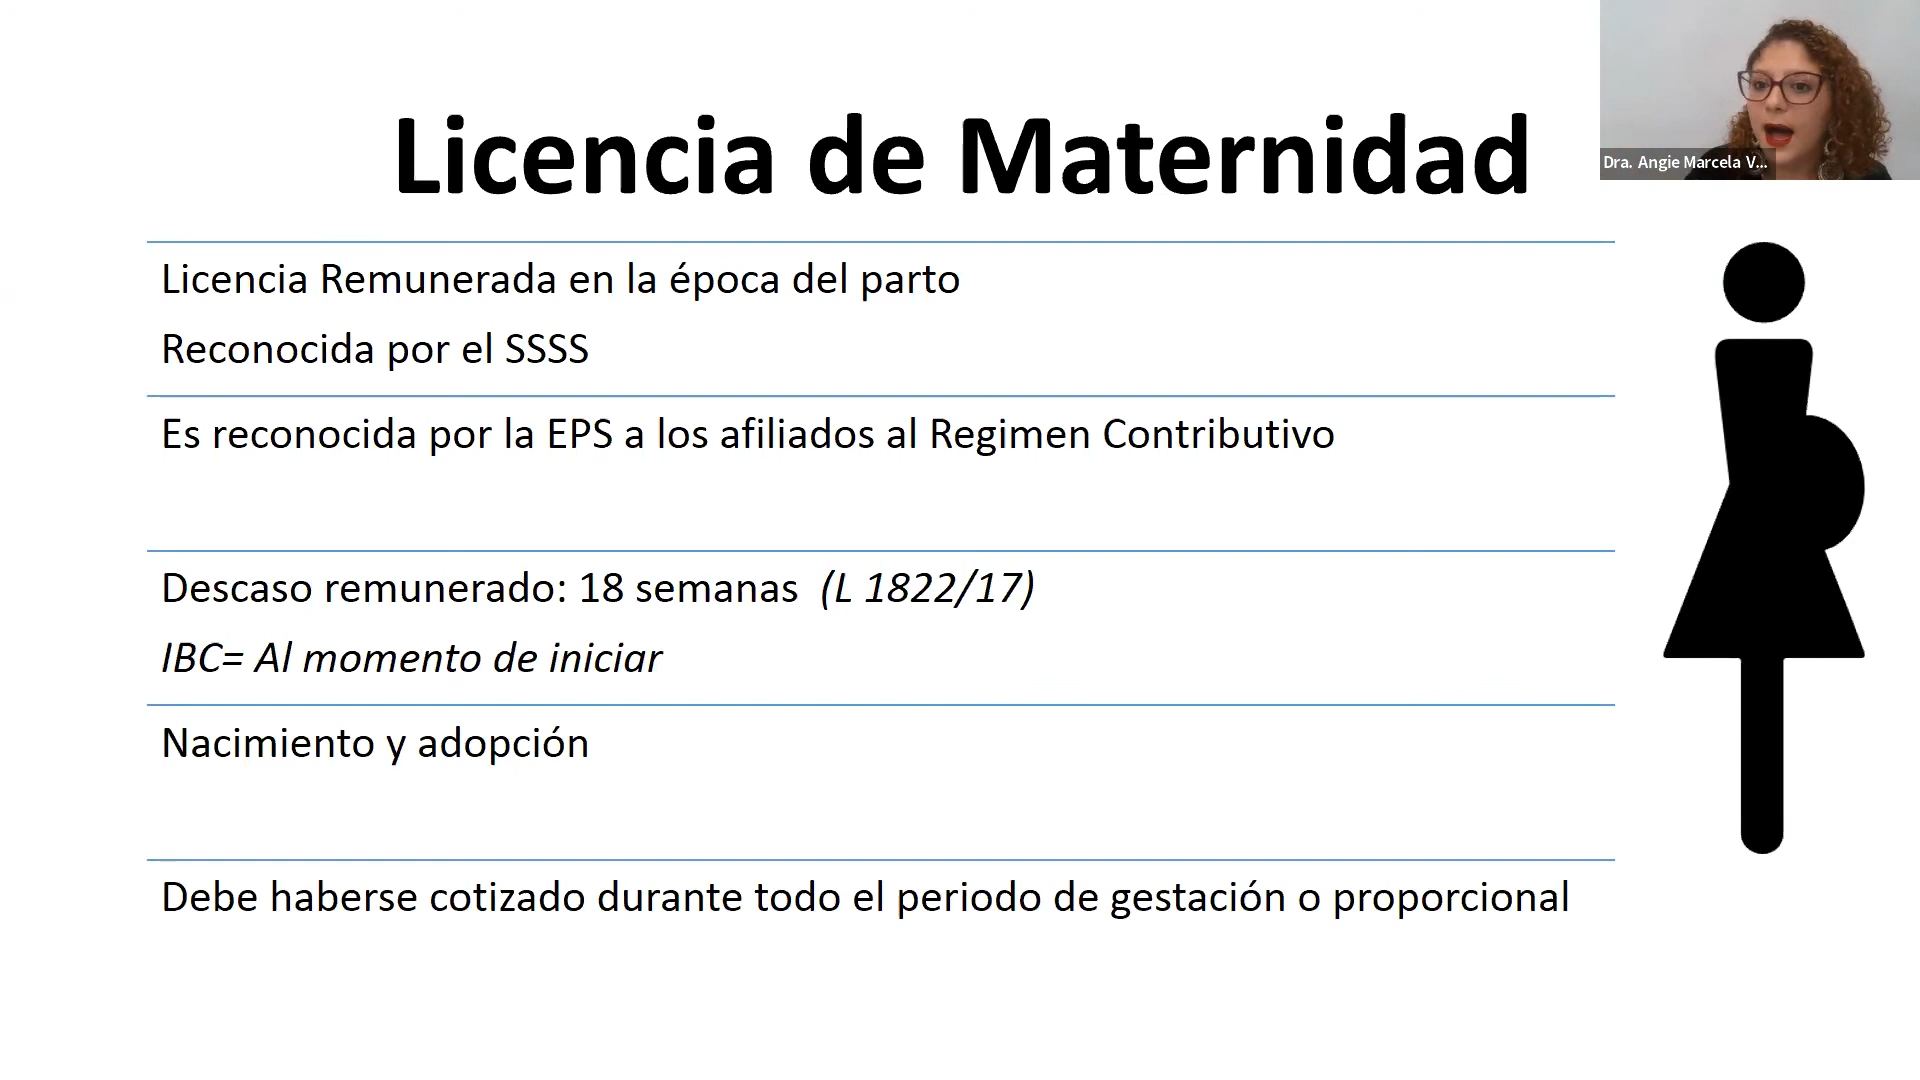 Licencia de Maternidad
Dra. Angie Marcela V...
Licencia Remunerada en la época del parto
Reconocida por el SSSS
Es reconocida por la EPS a los afiliados al Regimen Contributivo
Descaso remunerado: 18 semanas (L 1822/17)
IBC= Al momento de iniciar
Nacimiento y adopción
Debe haberse cotizado durante todo el periodo de gestación o proporcional